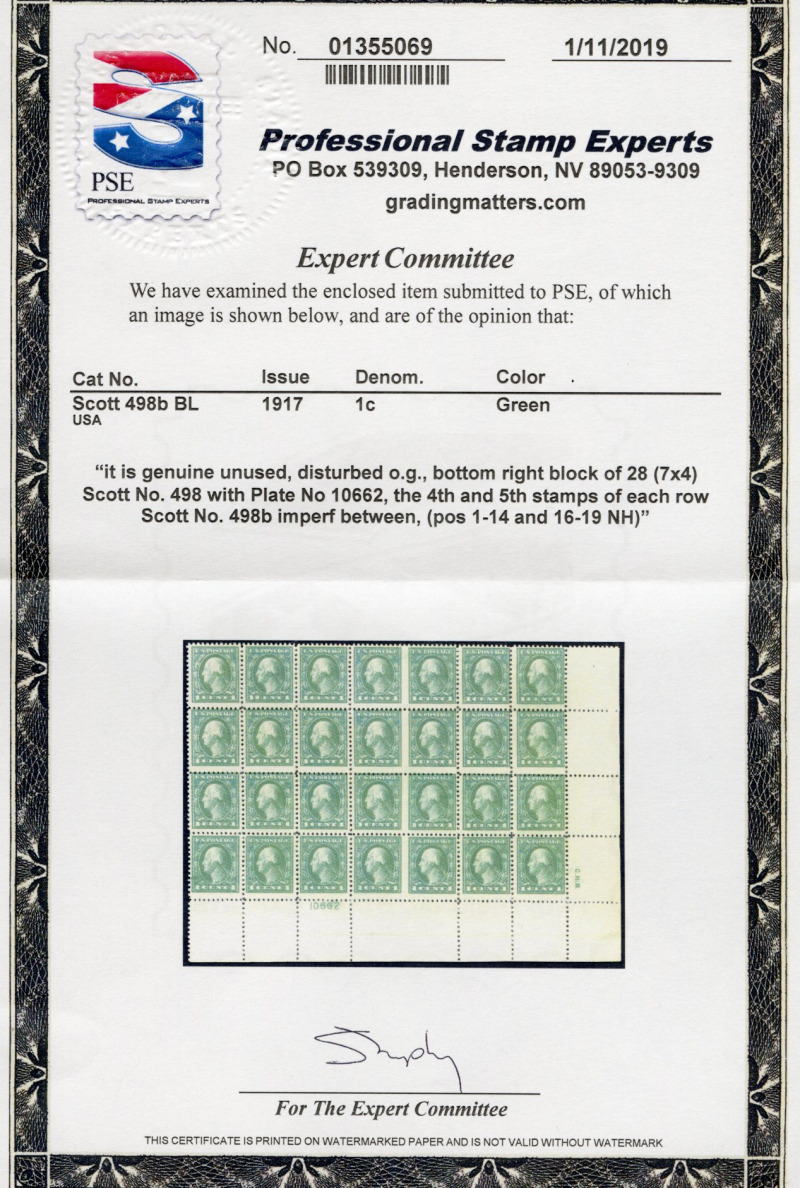 No. 01355069 1/11/2019
PSE
PROFESSIONAL STAMP EXPERTS
Professional Stamp Experts
PO Box 539309, Henderson, NV 89053-9309
gradingmatters.com
Expert Committee
We have examined the enclosed item submitted to PSE, of which
an image is shown below, and are of the opinion that:
Cat No. Issue Denom. Color
Scott 498b BL 1917 1c Green
USA
“it is genuine unused, disturbed o.g., bottom right block of 28 (7x4)
Scott No. 498 with Plate No 10662, the 4th and 5th stamps of each row
Scott No. 498b imperf between, (pos 1-14 and 16-19 NH)”
U.S. POSTAGE
1 CENT 1
10662
For The Expert Committee
THIS CERTIFICATE IS PRINTED ON WATERMARKED PAPER AND IS NOT VALID WITHOUT WATERMARK